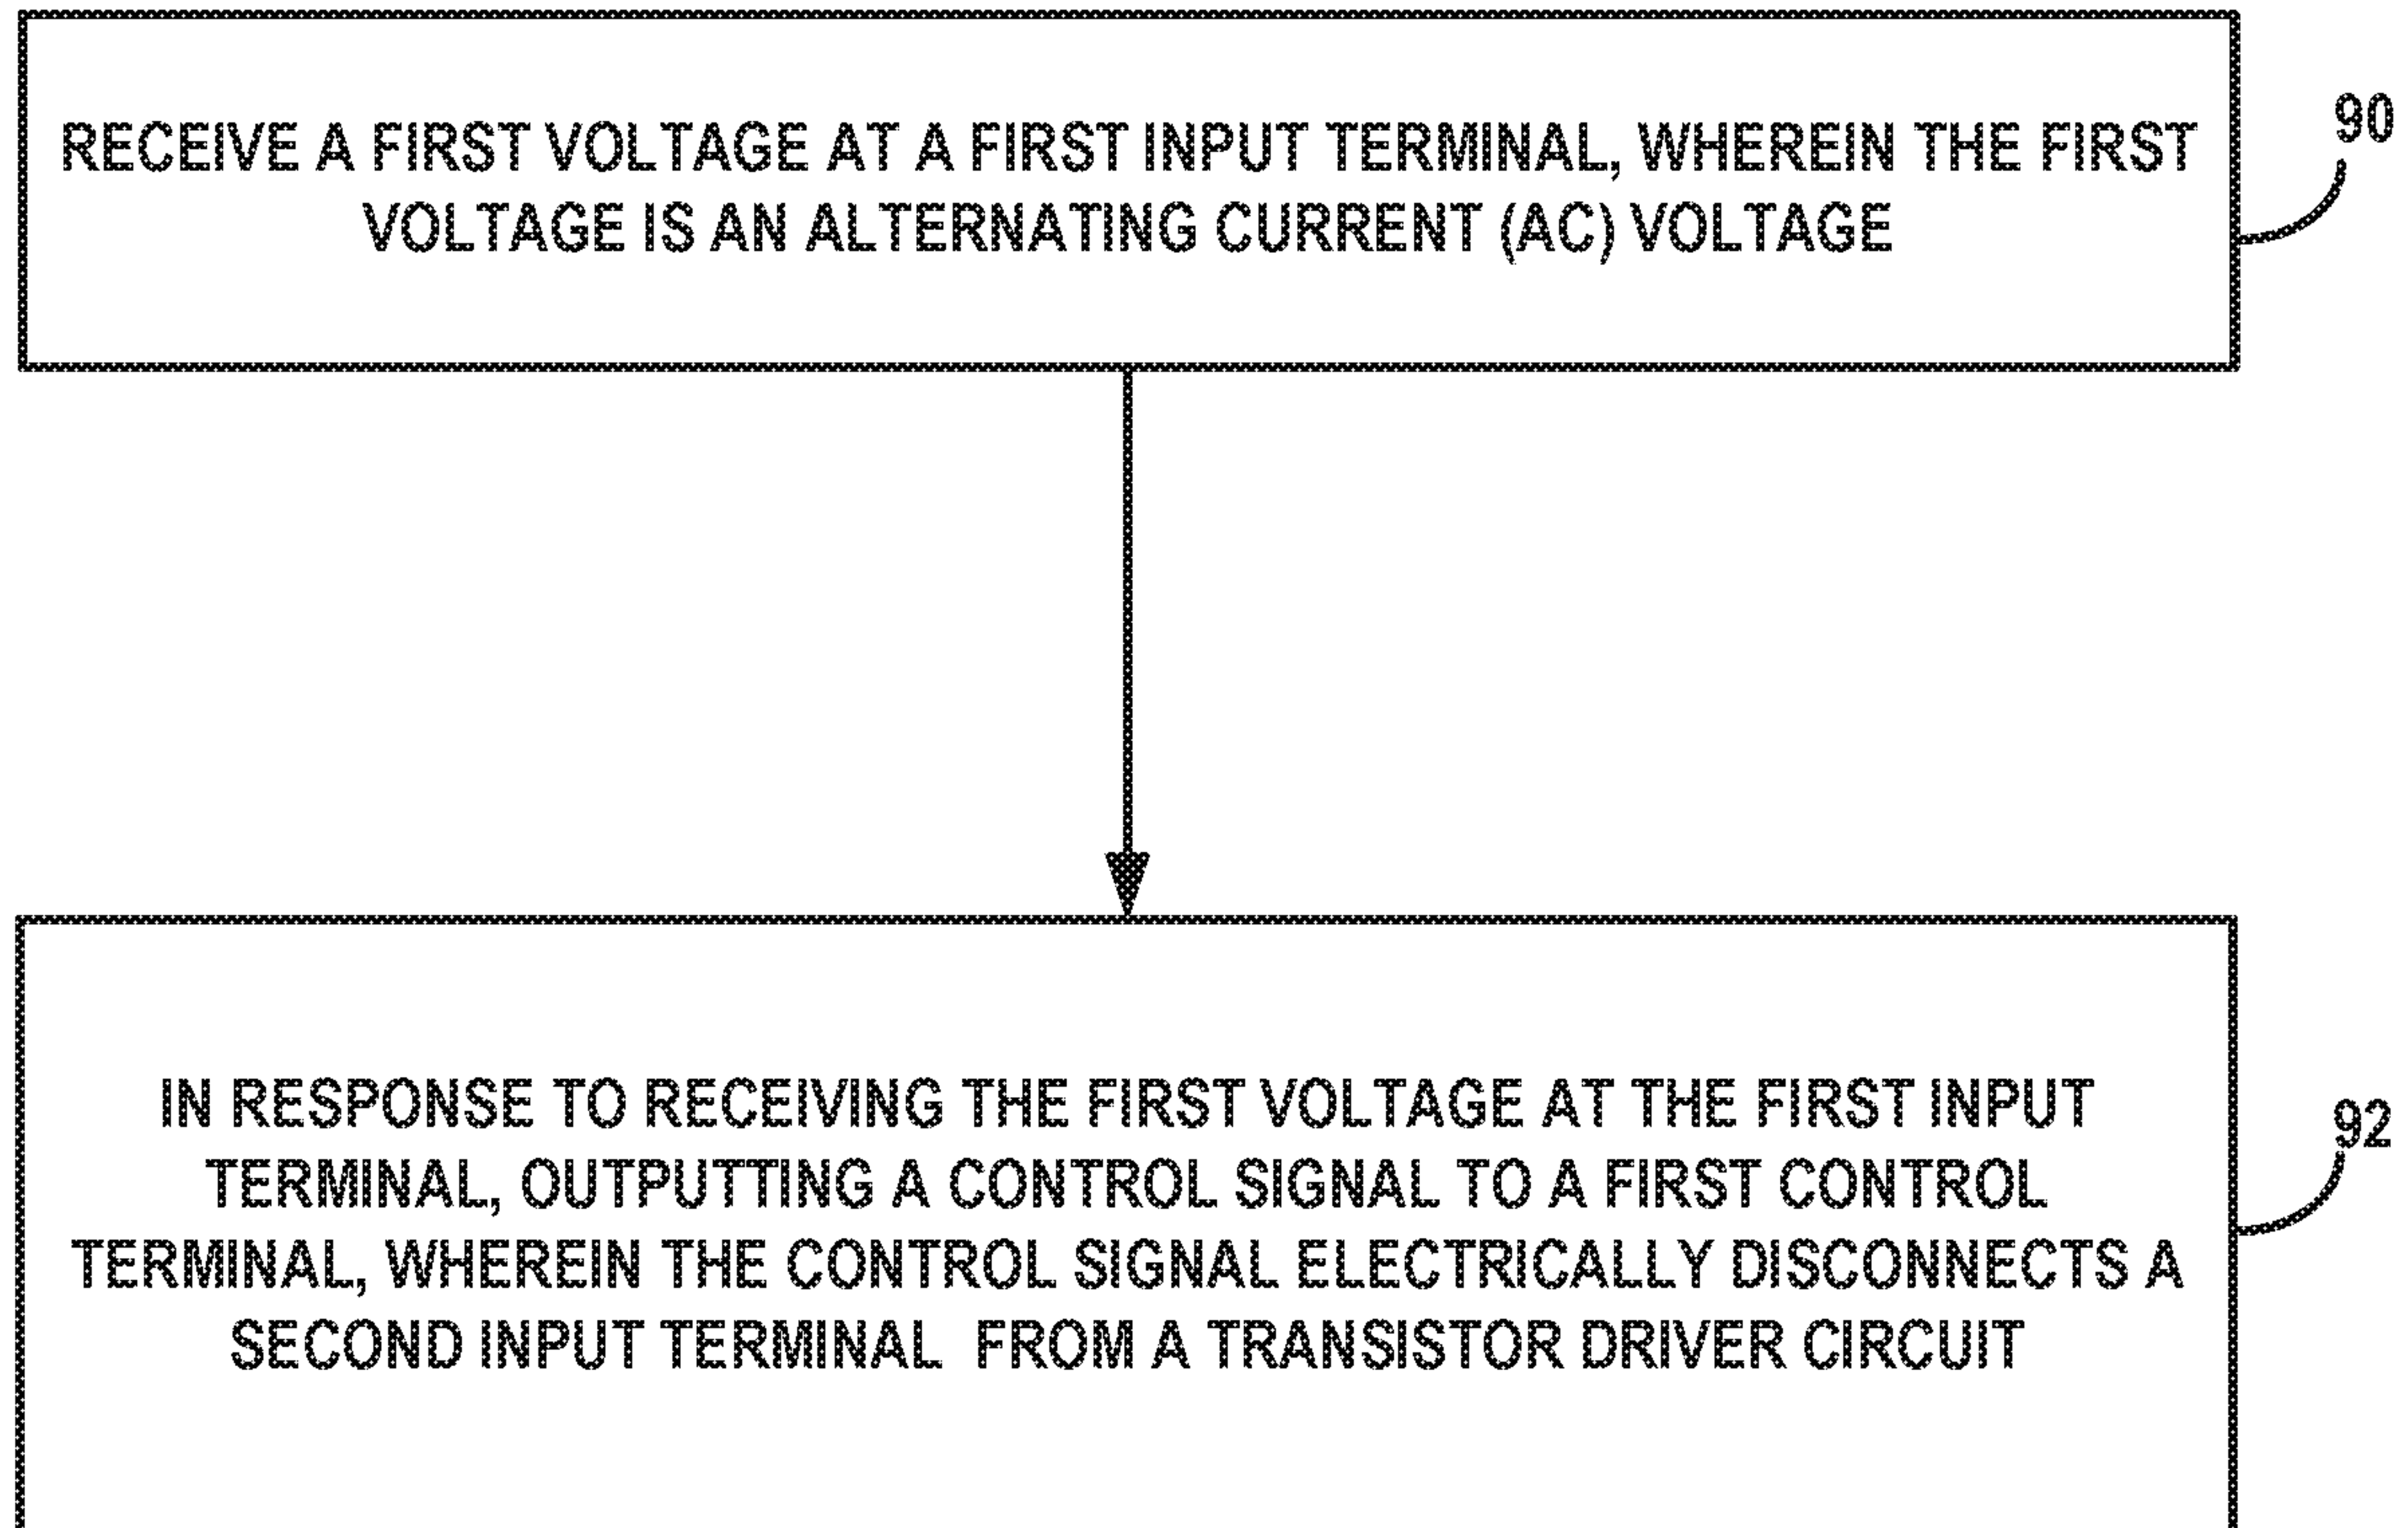 RECEIVE A FIRST VOLTAGE AT A FIRST INPUT TERMINAL, WHEREIN THE FIRST
VOLTAGE IS AN ALTERNATING CURRENT (AC) VOLTAGE
90
IN RESPONSE TO RECEIVING THE FIRST VOLTAGE AT THE FIRST INPUT
TERMINAL, OUTPUTTING A CONTROL SIGNAL TO A FIRST CONTROL
TERMINAL, WHEREIN THE CONTROL SIGNAL ELECTRICALLY DISCONNECTS A
SECOND INPUT TERMINAL  FROM A TRANSISTOR DRIVER CIRCUIT
92